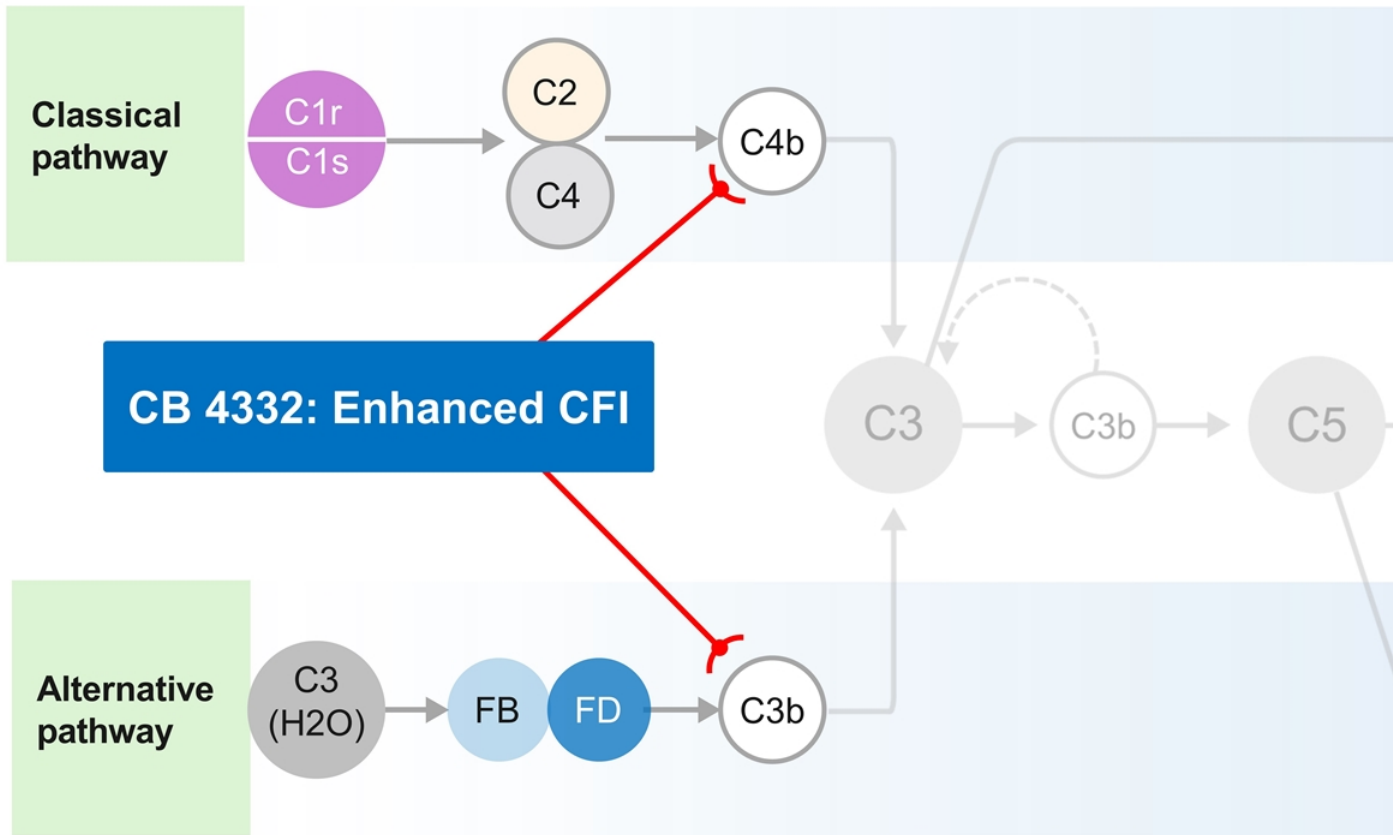 Classical
pathway
C1r
C1s
C2
C4
C4b
CB 4332: Enhanced CFI
C3
C3b
C5
Alternative
pathway
C3
(H2O)
FB
FD
C3b